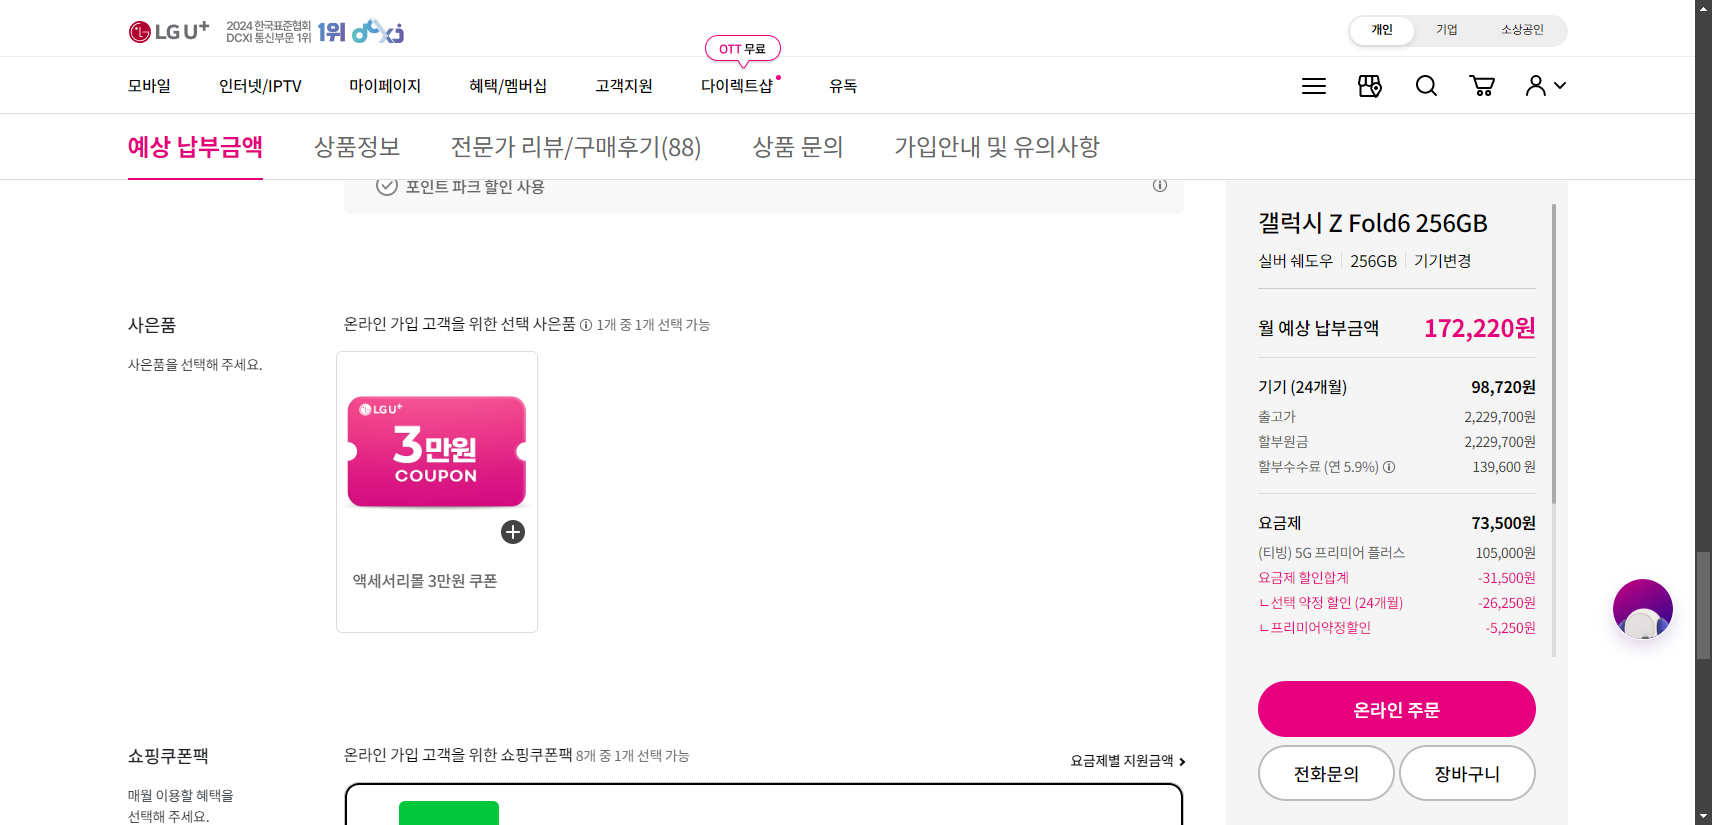 LG U+
2024 한국표준협회
DCXI 통신부문 1위
1위 dcxi
개인
기업
소상공인
OTT 무료
모바일
인터넷/IPTV
마이페이지
혜택/멤버십
고객지원
다이렉트샵
유독
예상 납부금액
상품정보
전문가 리뷰/구매후기(88)
상품 문의
가입안내 및 유의사항
포인트 파크 할인 사용
사은품
사은품을 선택해 주세요.
온라인 가입 고객을 위한 선택 사은품 1개 중 1개 선택 가능
LG U+
3만원
COUPON
액세서리몰 3만원 쿠폰
쇼핑쿠폰팩
매월 이용할 혜택을
선택해 주세요.
온라인 가입 고객을 위한 쇼핑쿠폰팩 8개 중 1개 선택 가능
요금제별 지원금액
갤럭시 Z Fold6 256GB
실버 쉐도우 256GB 기기변경
월 예상 납부금액 172,220원
기기 (24개월) 98,720원
출고가 2,229,700원
할부원금 2,229,700원
할부수수료 (연 5.9%) 139,600 원
요금제 73,500원
(티빙) 5G 프리미어 플러스 105,000원
요금제 할인합계 -31,500원
ㄴ선택 약정 할인 (24개월) -26,250원
ㄴ프리미어약정할인 -5,250원
온라인 주문
전화문의
장바구니